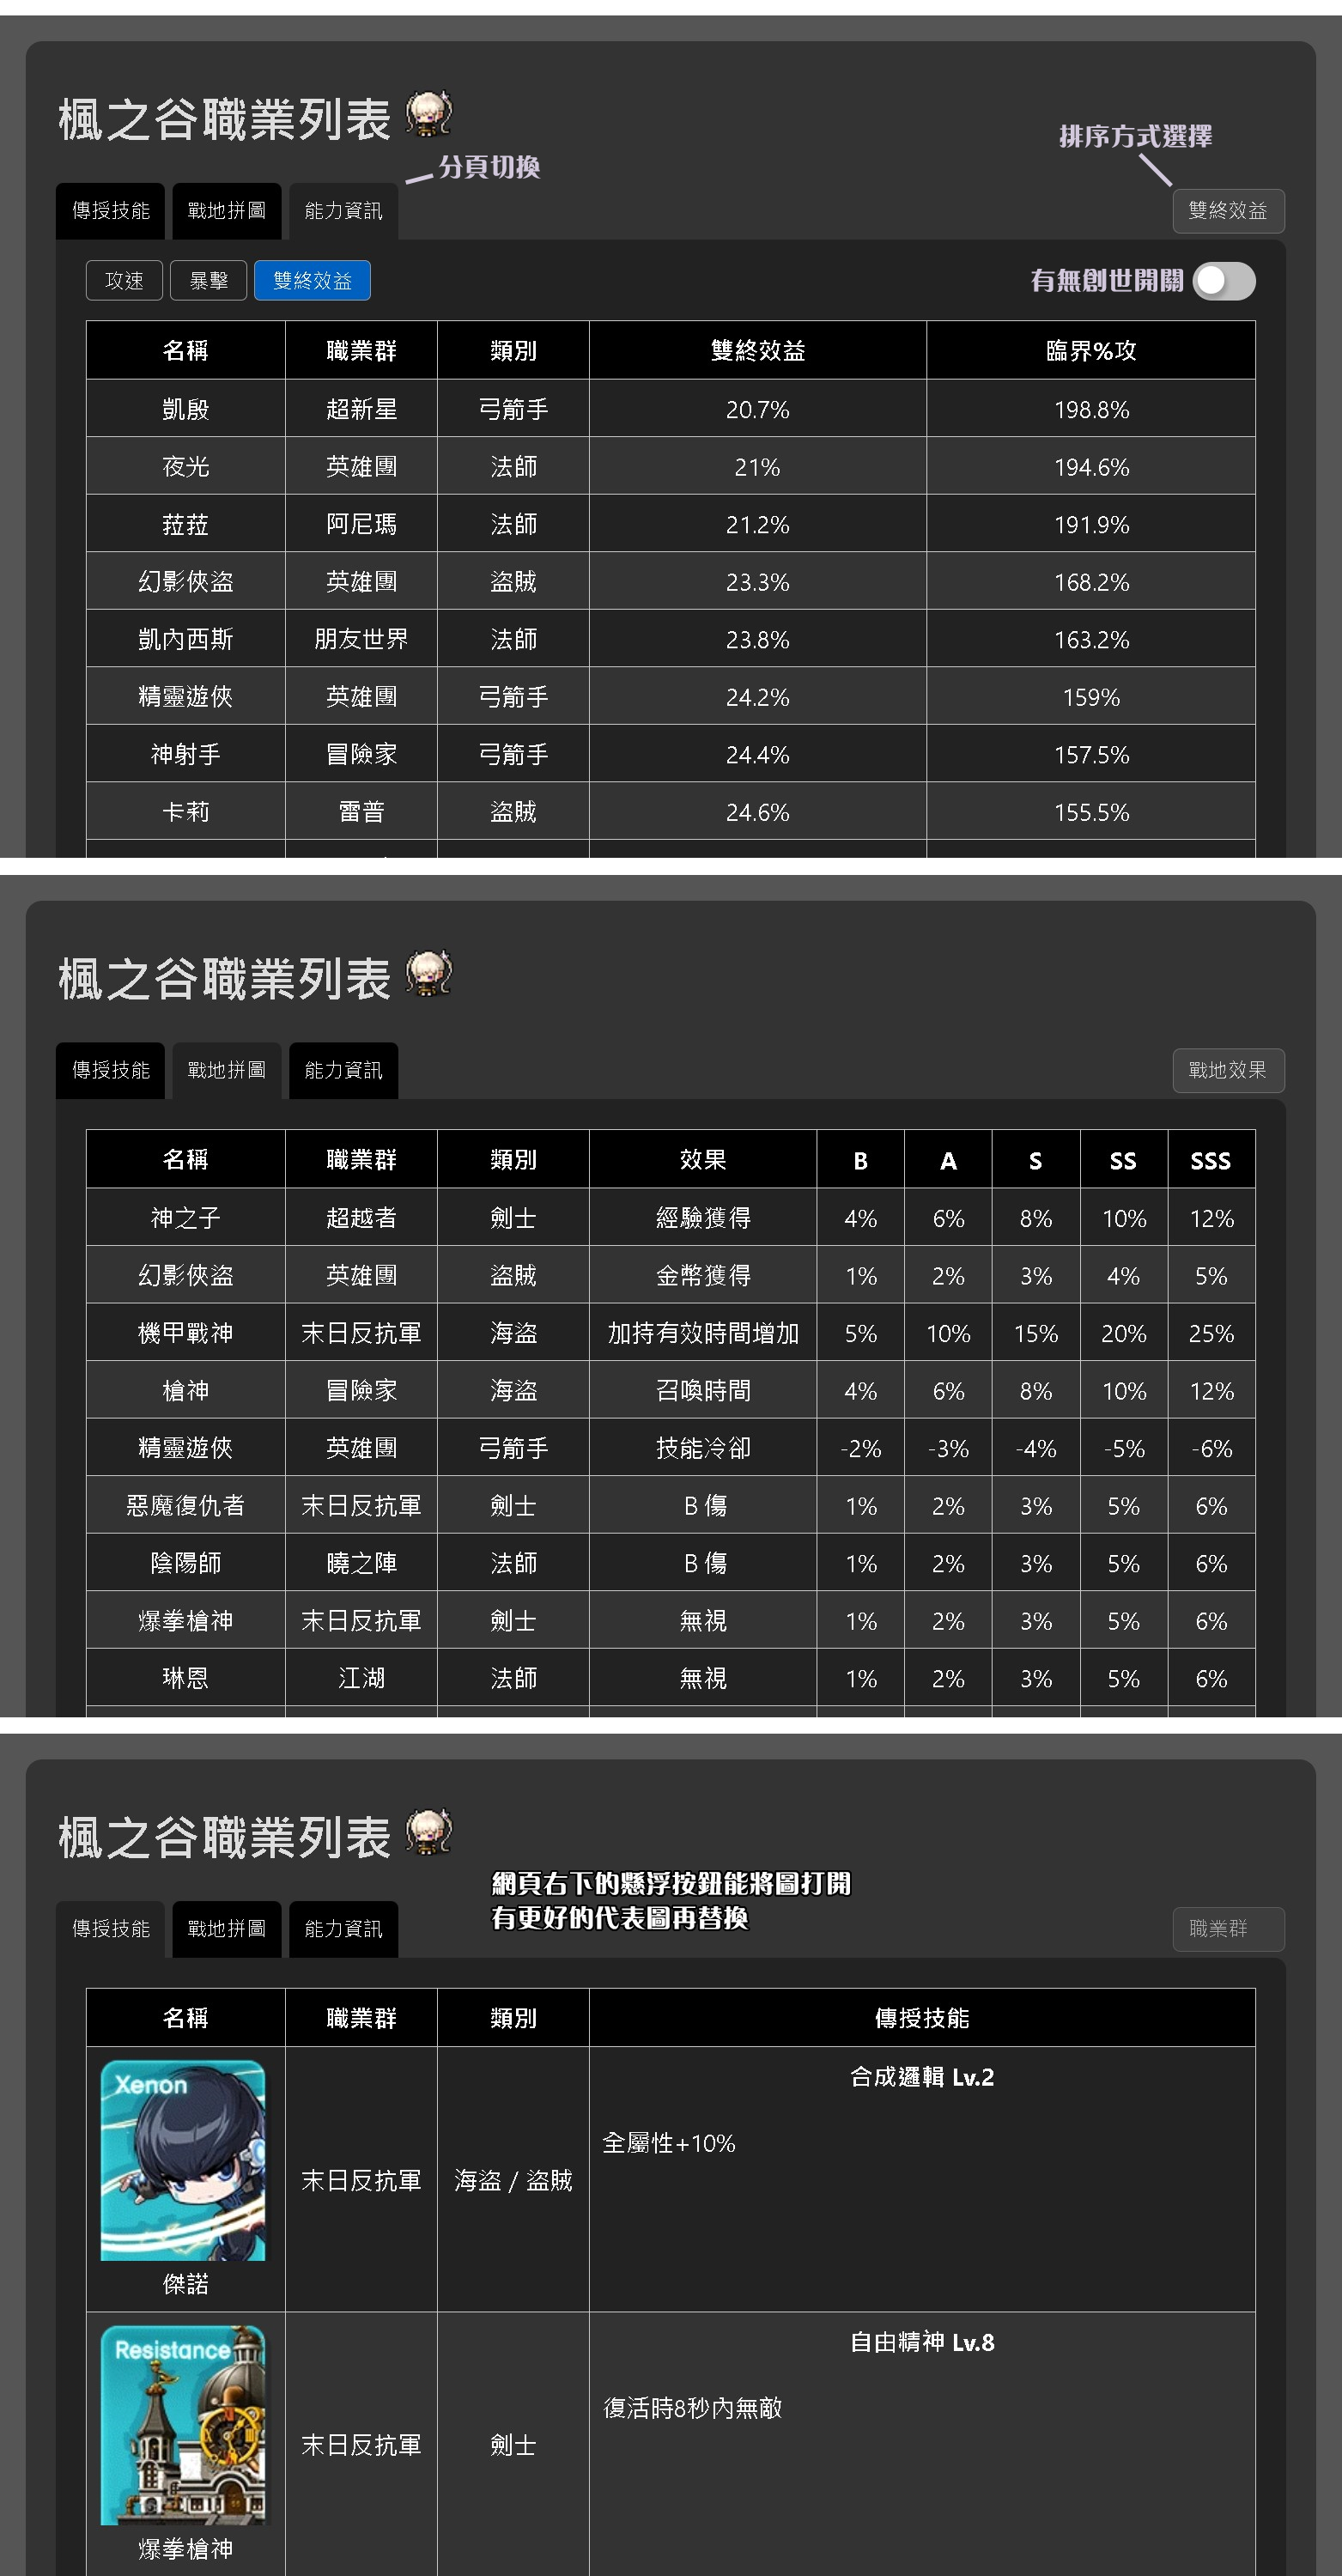 楓之谷職業列表
分頁切換
排序方式選擇
傳授技能 戰地拼圖 能力資訊 雙終效益
攻速 暴擊 雙終效益 有無創世開關
名稱 職業群 類別 雙終效益 臨界%攻
凱殷 超新星 弓箭手 20.7% 198.8%
夜光 英雄團 法師 21% 194.6%
菈菈 阿尼瑪 法師 21.2% 191.9%
幻影俠盜 英雄團 盜賊 23.3% 168.2%
凱內西斯 朋友世界 法師 23.8% 163.2%
精靈遊俠 英雄團 弓箭手 24.2% 159%
神射手 冒險家 弓箭手 24.4% 157.5%
卡莉 雷普 盜賊 24.6% 155.5%
楓之谷職業列表
傳授技能 戰地拼圖 能力資訊 戰地效果
名稱 職業群 類別 效果 B A S SS SSS
神之子 超越者 劍士 經驗獲得 4% 6% 8% 10% 12%
幻影俠盜 英雄團 盜賊 金幣獲得 1% 2% 3% 4% 5%
機甲戰神 末日反抗軍 海盜 加持有效時間增加 5% 10% 15% 20% 25%
槍神 冒險家 海盜 召喚時間 4% 6% 8% 10% 12%
精靈遊俠 英雄團 弓箭手 技能冷卻 -2% -3% -4% -5% -6%
惡魔復仇者 末日反抗軍 劍士 B 傷 1% 2% 3% 5% 6%
陰陽師 曉之陣 法師 B 傷 1% 2% 3% 5% 6%
爆拳槍神 末日反抗軍 劍士 無視 1% 2% 3% 5% 6%
琳恩 江湖 法師 無視 1% 2% 3% 5% 6%
楓之谷職業列表
網頁右下的懸浮按鈕能將圖打開
有更好的代表圖再替換
傳授技能 戰地拼圖 能力資訊 職業群
名稱 職業群 類別 傳授技能
Xenon
合成邏輯 Lv.2
全屬性+10%
末日反抗軍 海盜 / 盜賊
傑諾
Resistance
自由精神 Lv.8
復活時8秒內無敵
末日反抗軍 劍士
爆拳槍神